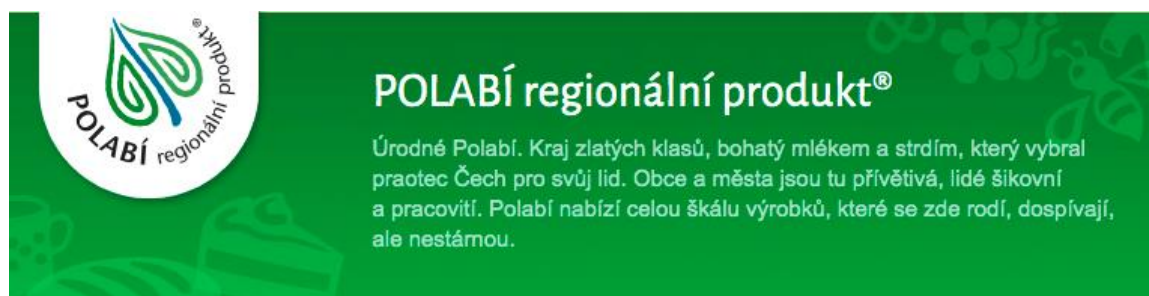 POLABÍ regionální produkt®
POLABÍ regionální produkt®
Úrodné Polabí. Kraj zlatých klasů, bohatý mlékem a strdím, který vybral
praotec Čech pro svůj lid. Obce a města jsou tu přívětivá, lidé šikovní
a pracovití. Polabí nabízí celou škálu výrobků, které se zde rodí, dospívají,
ale nestárnou.